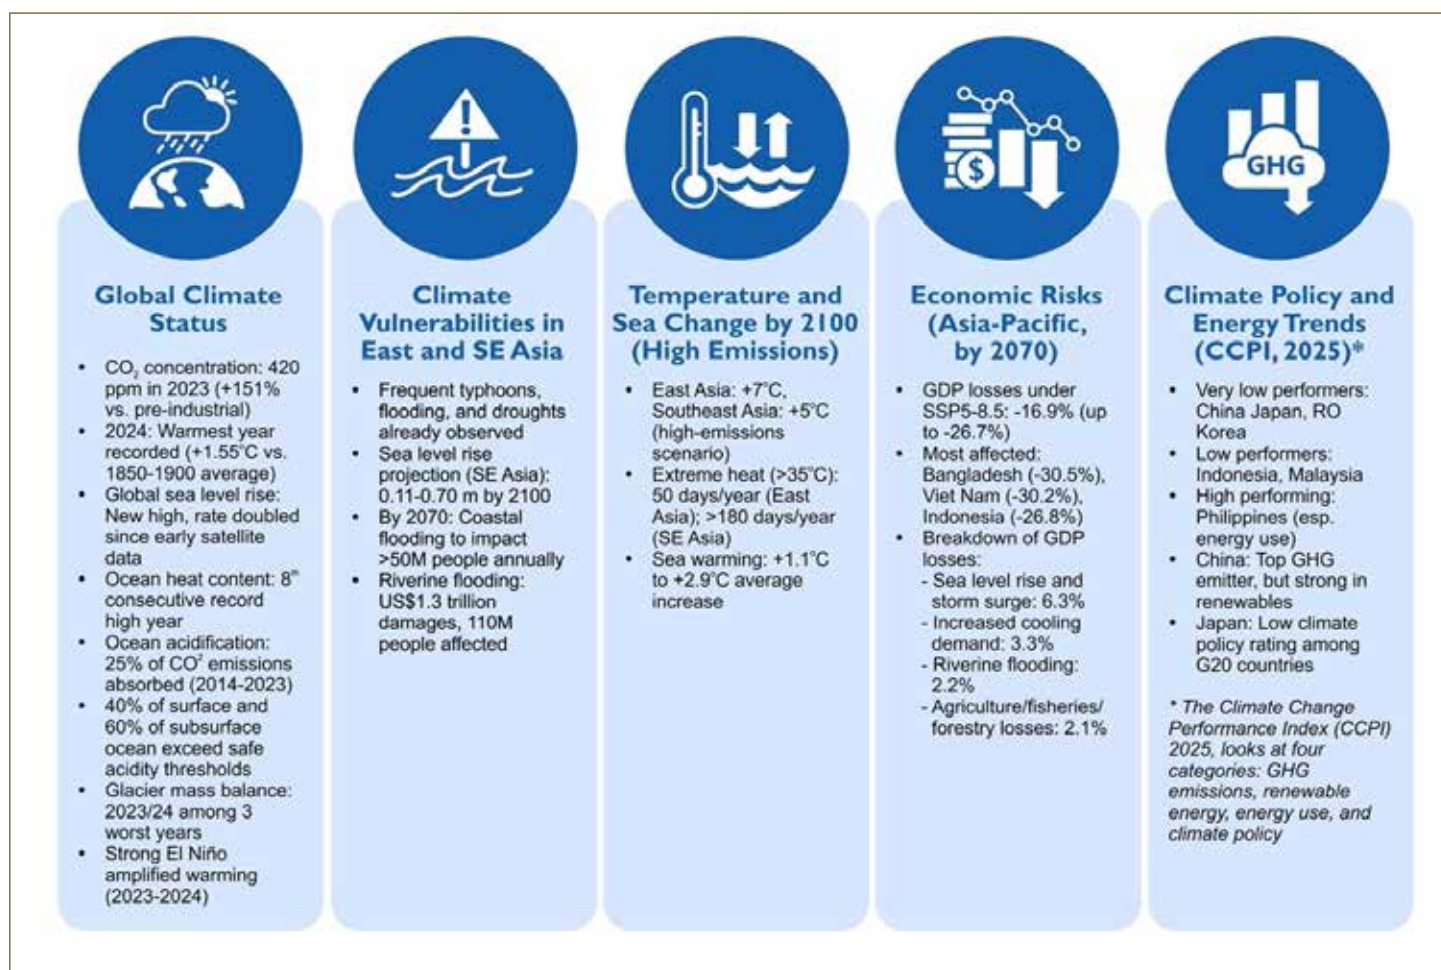 GHG
Global Climate
Status
• CO₂ concentration: 420
ppm in 2023 (+151%
vs. pre-industrial)
• 2024: Warmest year
recorded (+1.55°C vs.
1850-1900 average)
• Global sea level rise:
New high, rate doubled
since early satellite
data
• Ocean heat content: 8th
consecutive record
high year
• Ocean acidification:
25% of CO² emissions
absorbed (2014-2023)
• 40% of surface and
60% of subsurface
ocean exceed safe
acidity thresholds
• Glacier mass balance:
2023/24 among 3
worst years
• Strong El Niño
amplified warming
(2023-2024)
Climate
Vulnerabilities in
East and SE Asia
• Frequent typhoons,
flooding, and droughts
already observed
• Sea level rise
projection (SE Asia):
0.11-0.70 m by 2100
• By 2070: Coastal
flooding to impact
>50M people annually
• Riverine flooding:
US$1.3 trillion
damages, 110M
people affected
Temperature and
Sea Change by 2100
(High Emissions)
• East Asia: +7°C,
Southeast Asia: +5°C
(high-emissions
scenario)
• Extreme heat (>35°C):
50 days/year (East
Asia); >180 days/year
(SE Asia)
• Sea warming: +1.1°C
to +2.9°C average
increase
Economic Risks
(Asia-Pacific,
by 2070)
• GDP losses under
SSP5-8.5: -16.9% (up
to -26.7%)
• Most affected:
Bangladesh (-30.5%),
Viet Nam (-30.2%),
Indonesia (-26.8%)
• Breakdown of GDP
losses:
- Sea level rise and
storm surge: 6.3%
- Increased cooling
demand: 3.3%
- Riverine flooding:
2.2%
- Agriculture/fisheries/
forestry losses: 2.1%
Climate Policy and
Energy Trends
(CCPI, 2025)*
• Very low performers:
China Japan, RO
Korea
• Low performers:
Indonesia, Malaysia
• High performing:
Philippines (esp.
energy use)
• China: Top GHG
emitter, but strong in
renewables
• Japan: Low climate
policy rating among
G20 countries
* The Climate Change
Performance Index (CCPI)
2025, looks at four
categories: GHG
emissions, renewable
energy, energy use, and
climate policy